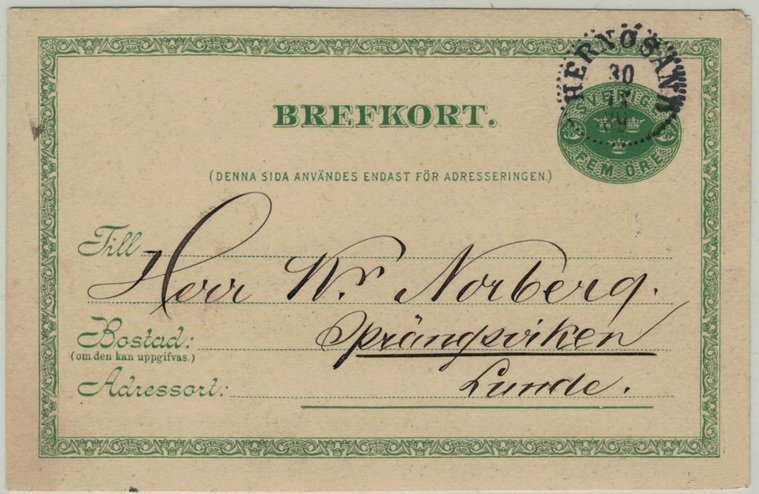 HERNÖSAND
30
11
SVERIGE
FEM ÖRE
BREFKORT.
(DENNA SIDA ANVÄNDES ENDAST FÖR ADRESSERINGEN.)
Till Herr W. Norberg.
Bostad: Sprängsviken
(om den kan uppgifvas.)
Adressort: Lunde.